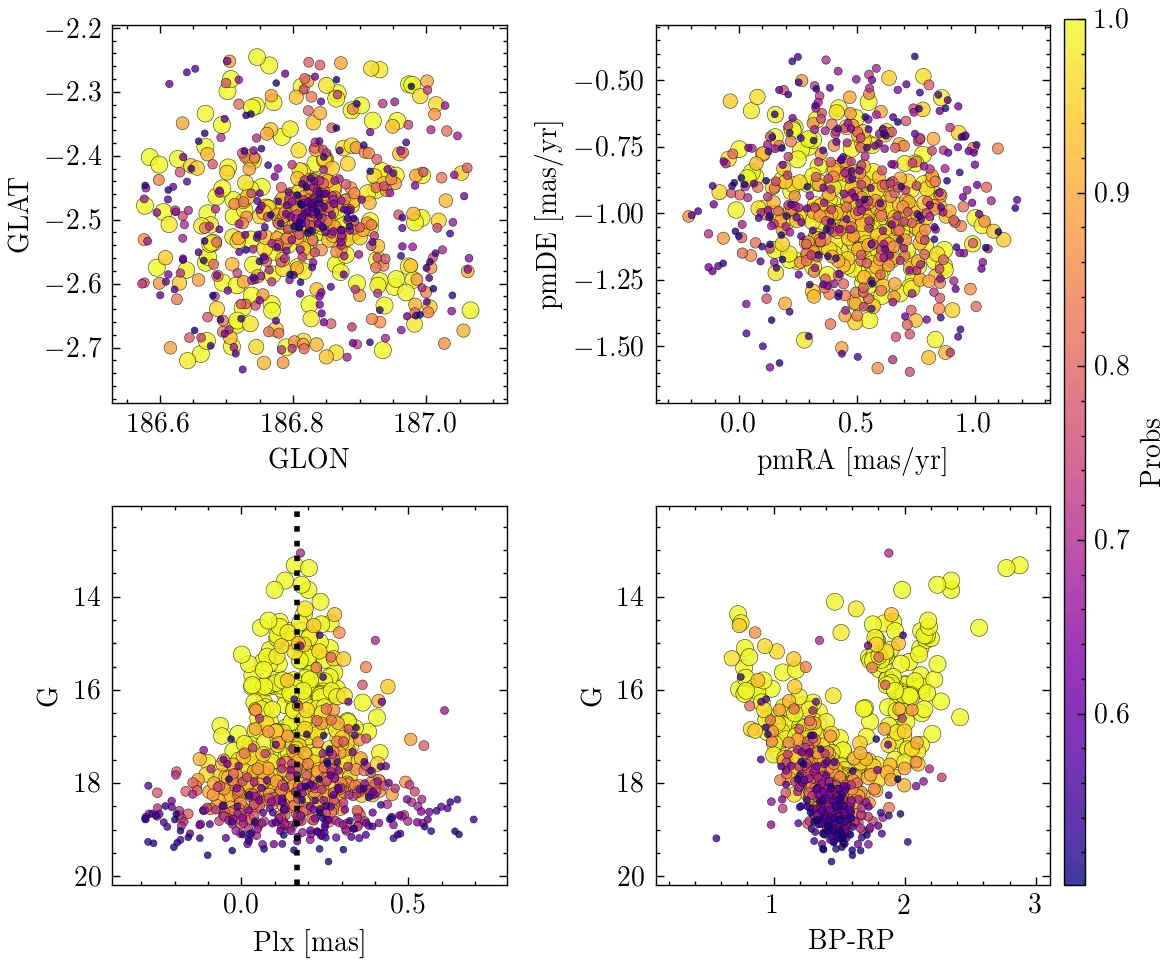 −2.2
−2.3
−2.4
−2.5
−2.6
−2.7
GLAT
186.6 186.8 187.0
GLON
−0.50
−0.75
−1.00
−1.25
−1.50
pmDE [mas/yr]
0.0 0.5 1.0
pmRA [mas/yr]
14
16
18
20
G
0.0 0.5
Plx [mas]
14
16
18
20
G
1 2 3
BP-RP
1.0
0.9
0.8
0.7
0.6
Probs